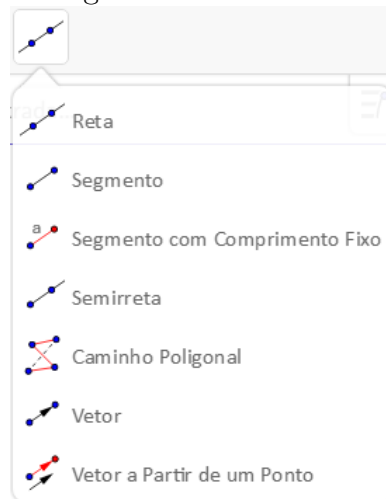 Reta
Segmento
a
Segmento com Comprimento Fixo
Semirreta
Caminho Poligonal
Vetor
Vetor a Partir de um Ponto